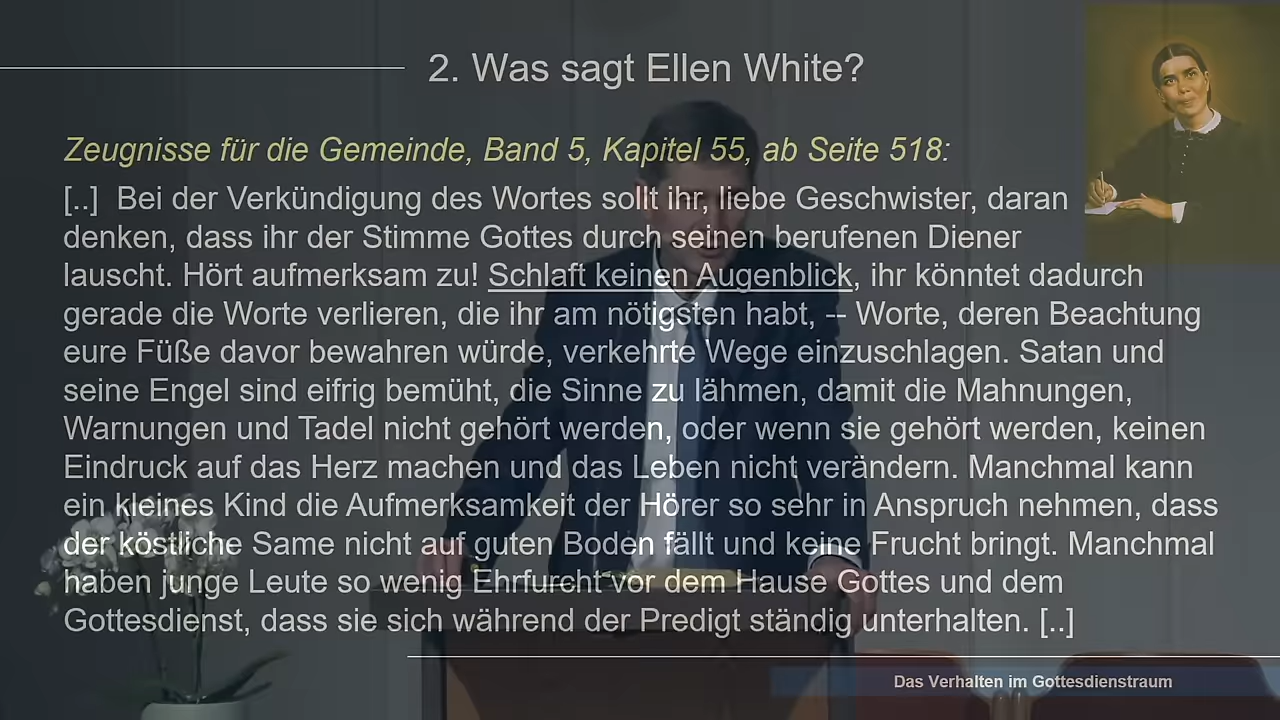 2. Was sagt Ellen White?
Zeugnisse für die Gemeinde, Band 5, Kapitel 55, ab Seite 518:
[..] Bei der Verkündigung des Wortes sollt ihr, liebe Geschwister, daran
denken, dass ihr der Stimme Gottes durch seinen berufenen Diener
lauscht. Hört aufmerksam zu! Schlaft keinen Augenblick, ihr könntet dadurch
gerade die Worte verlieren, die ihr am nötigsten habt, -- Worte, deren Beachtung
eure Füße davor bewahren würde, verkehrte Wege einzuschlagen. Satan und
seine Engel sind eifrig bemüht, die Sinne zu lähmen, damit die Mahnungen,
Warnungen und Tadel nicht gehört werden, oder wenn sie gehört werden, keinen
Eindruck auf das Herz machen und das Leben nicht verändern. Manchmal kann
ein kleines Kind die Aufmerksamkeit der Hörer so sehr in Anspruch nehmen, dass
der köstliche Same nicht auf guten Boden fällt und keine Frucht bringt. Manchmal
haben junge Leute so wenig Ehrfurcht vor dem Hause Gottes und dem
Gottesdienst, dass sie sich während der Predigt ständig unterhalten. [..]
Das Verhalten im Gottesdienstraum